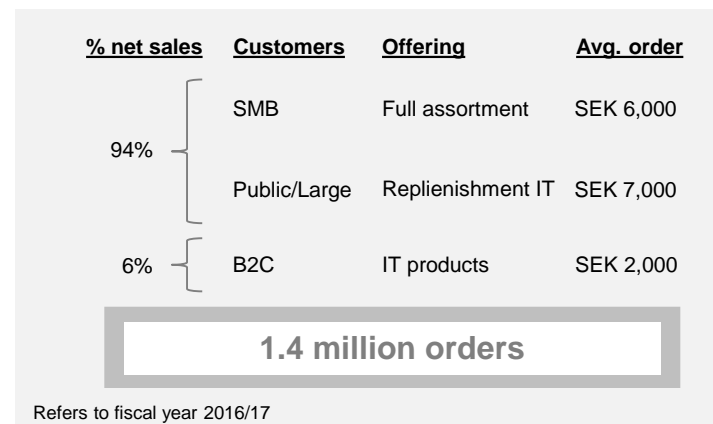 % net sales Customers Offering Avg. order
SMB Full assortment SEK 6,000
94%
Public/Large Replienishment IT SEK 7,000
6% B2C IT products SEK 2,000
1.4 million orders
Refers to fiscal year 2016/17